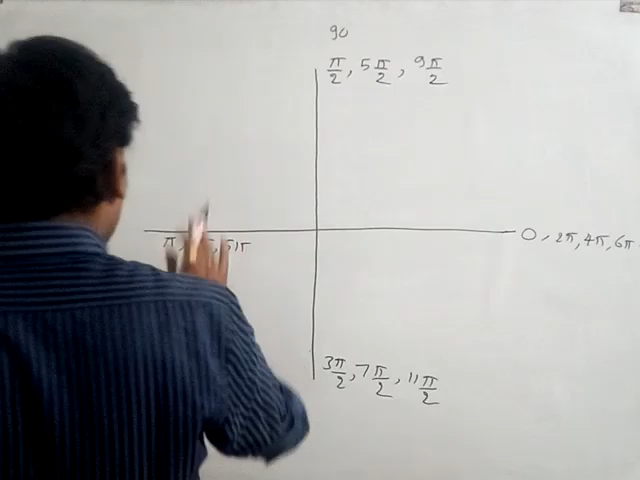 90
π/2, 5π/2, 9π/2
π, π, 5π
0, 2π, 4π, 6π
3π/2, 7π/2, 11π/2